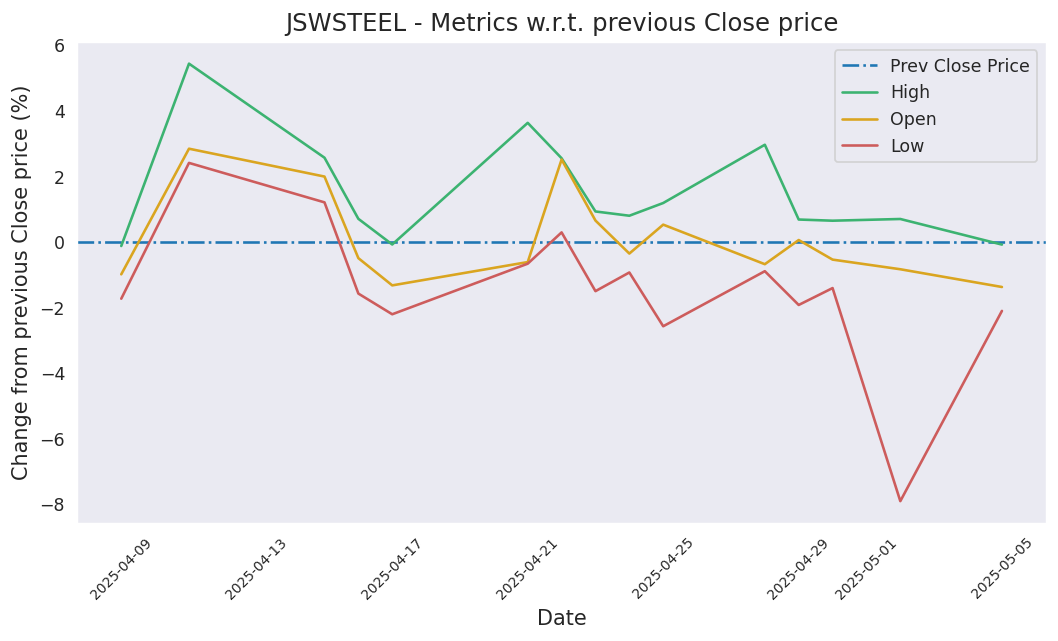 JSWSTEEL - Metrics w.r.t. previous Close price
Change from previous Close price (%)
6
4
2
0
−2
−4
−6
−8
Prev Close Price
High
Open
Low
2025-04-09
2025-04-13
2025-04-17
2025-04-21
2025-04-25
2025-04-29
2025-05-01
2025-05-05
Date